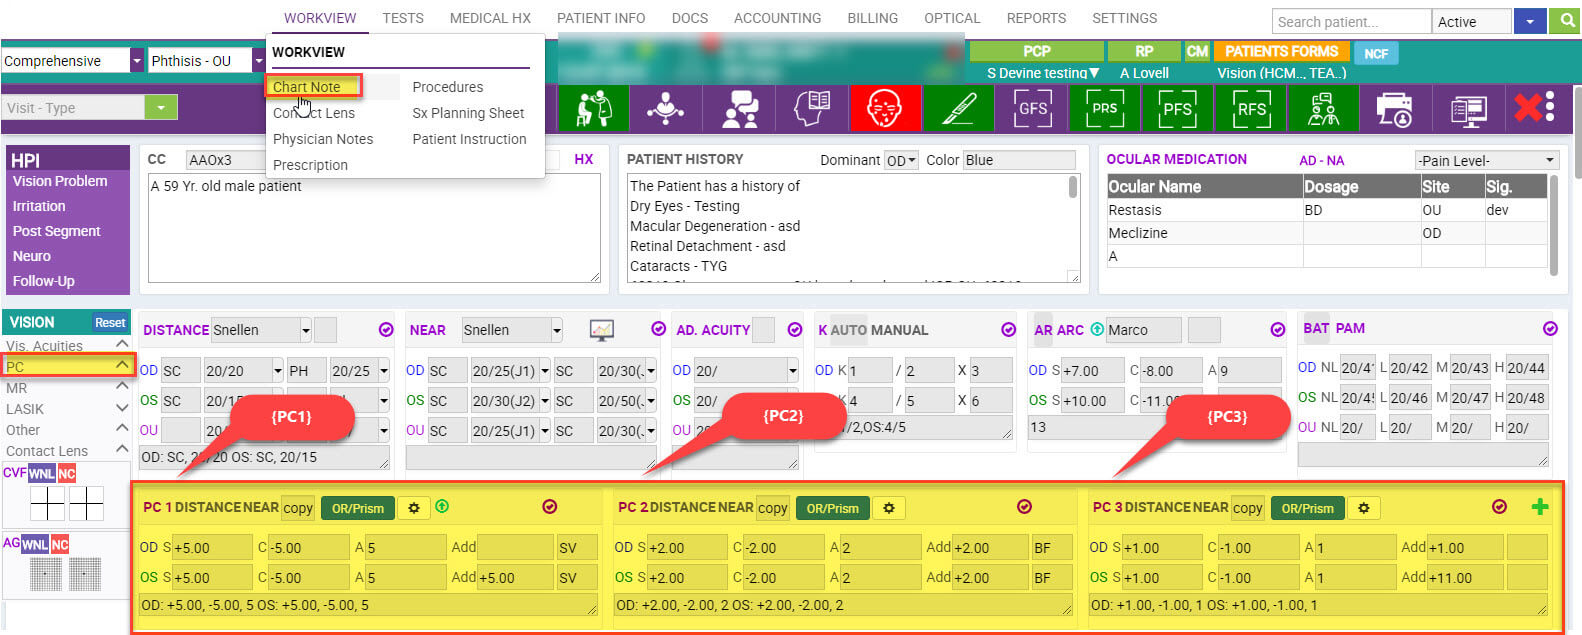 WORKVIEW TESTS MEDICAL HX PATIENT INFO DOCS ACCOUNTING BILLING OPTICAL REPORTS SETTINGS Search patient... Active
WORKVIEW
Chart Note Procedures
Contact Lens Sx Planning Sheet
Physician Notes Patient Instruction
Prescription
Comprehensive Phthisis - OU PCP RP CM PATIENTS FORMS NCF
S Devine testing▼ A Lovell Vision (HCM.., TEA..)
Visit - Type GFS PRS PFS RFS
HPI
Vision Problem
Irritation
Post Segment
Neuro
Follow-Up
CC AAOx3 HX
A 59 Yr. old male patient
PATIENT HISTORY Dominant OD Color Blue
The Patient has a history of
Dry Eyes - Testing
Macular Degeneration - asd
Retinal Detachment - asd
Cataracts - TYG
OCULAR MEDICATION AD - NA -Pain Level-
Ocular Name Dosage Site Sig.
Restasis BD OU dev
Meclizine OD
A
VISION Reset
Vis. Acuities
PC
MR
LASIK
Other
Contact Lens
CVF WNL NC
AG WNL NC
DISTANCE Snellen
OD SC 20/20 PH 20/25
OS SC 20/15
OU 20/
OD: SC, 20/20 OS: SC, 20/15
NEAR Snellen
OD SC 20/25(J1) SC 20/30(
OS SC 20/30(J2) SC 20/50(
OU SC 20/25(J1) SC 20/30(
AD. ACUITY
OD 20/
OS 20/
OU
K AUTO MANUAL
OD K 1 / 2 X 3
K 4 / 5 X 6
/2,OS:4/5
AR ARC Marco
OD S +7.00 C -8.00 A 9
OS S +10.00 C -11.00
13
BAT PAM
OD NL 20/4 L 20/42 M 20/43 H 20/44
OS NL 20/4 L 20/46 M 20/47 H 20/48
OU NL 20/ L 20/ M 20/ H 20/
{PC1} {PC2} {PC3}
PC 1 DISTANCE NEAR copy OR/Prism
OD S +5.00 C -5.00 A 5 Add SV
OS S +5.00 C -5.00 A 5 Add +5.00 SV
OD: +5.00, -5.00, 5 OS: +5.00, -5.00, 5
PC 2 DISTANCE NEAR copy OR/Prism
OD S +2.00 C -2.00 A 2 Add +2.00 BF
OS S +2.00 C -2.00 A 2 Add +2.00 BF
OD: +2.00, -2.00, 2 OS: +2.00, -2.00, 2
PC 3 DISTANCE NEAR copy OR/Prism
OD S +1.00 C -1.00 A 1 Add +1.00
OS S +1.00 C -1.00 A 1 Add +11.00
OD: +1.00, -1.00, 1 OS: +1.00, -1.00, 1